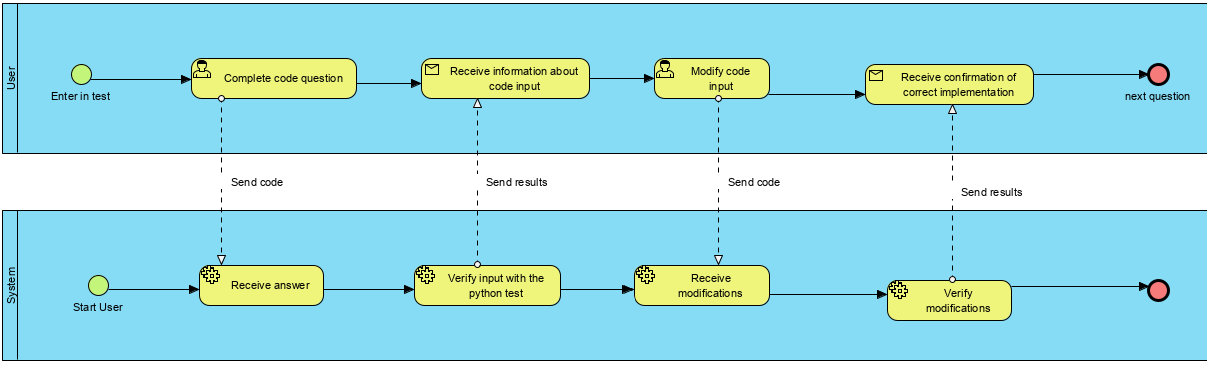 User
Enter in test
Complete code question
Receive information about
code input
Modify code
input
Receive confirmation of
correct implementation
next question
Send code
Send results
Send code
Send results
System
Start User
Receive answer
Verify input with the
python test
Receive
modifications
Verify
modifications